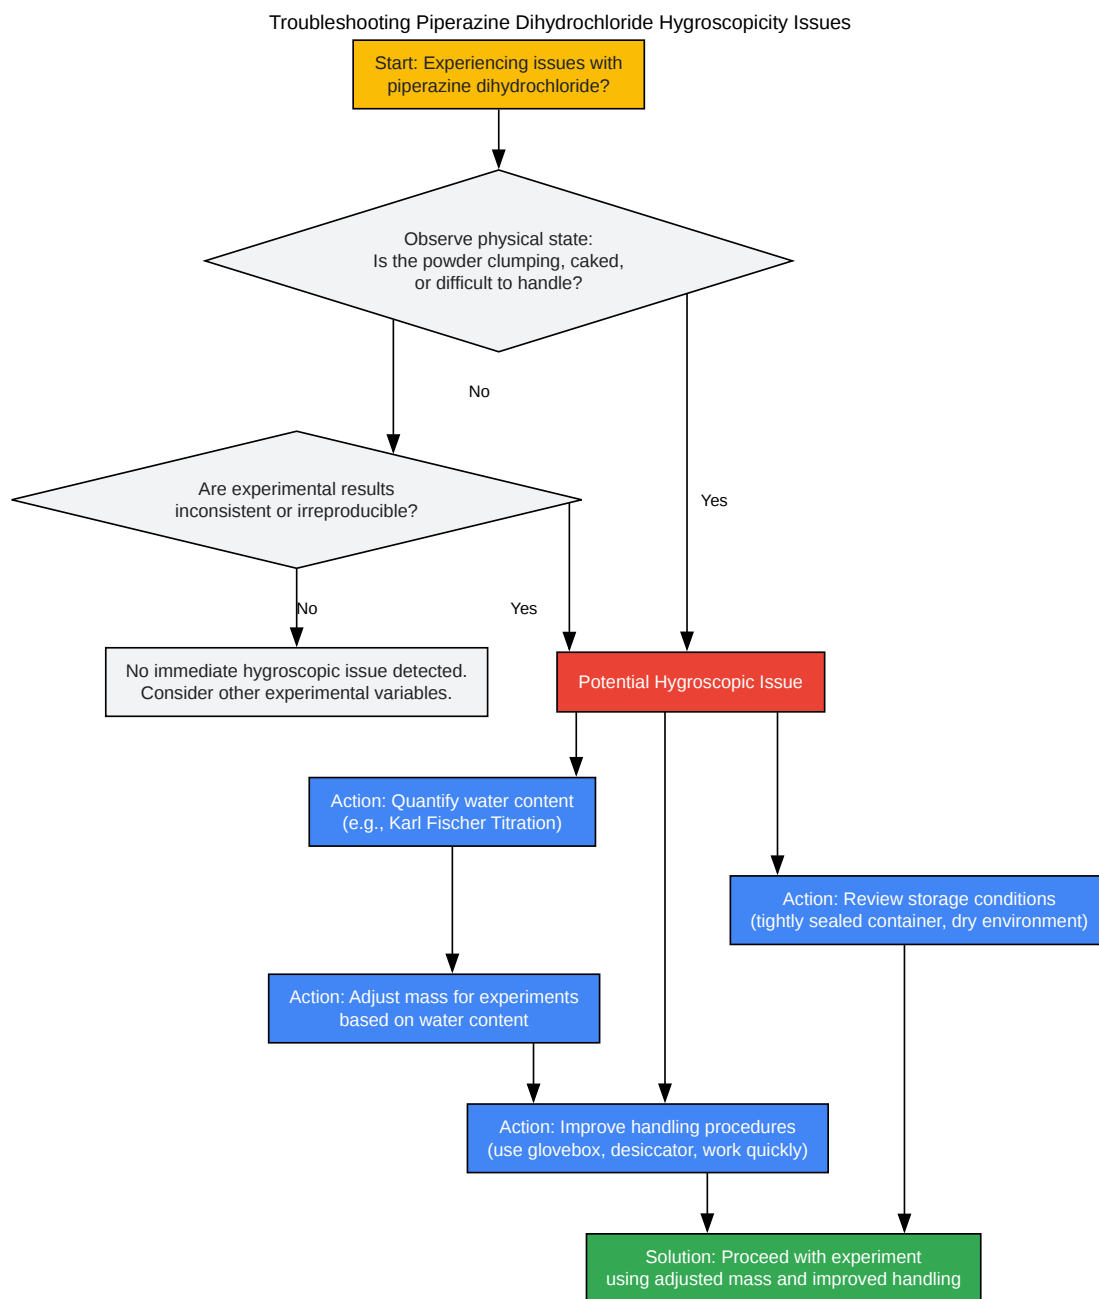 Troubleshooting Piperazine Dihydrochloride Hygroscopicity Issues
Start: Experiencing issues with
piperazine dihydrochloride?
Observe physical state:
Is the powder clumping, caked,
or difficult to handle?
No
Are experimental results
inconsistent or irreproducible?
Yes
No
Yes
No immediate hygroscopic issue detected.
Consider other experimental variables.
Potential Hygroscopic Issue
Action: Quantify water content
(e.g., Karl Fischer Titration)
Action: Review storage conditions
(tightly sealed container, dry environment)
Action: Adjust mass for experiments
based on water content
Action: Improve handling procedures
(use glovebox, desiccator, work quickly)
Solution: Proceed with experiment
using adjusted mass and improved handling